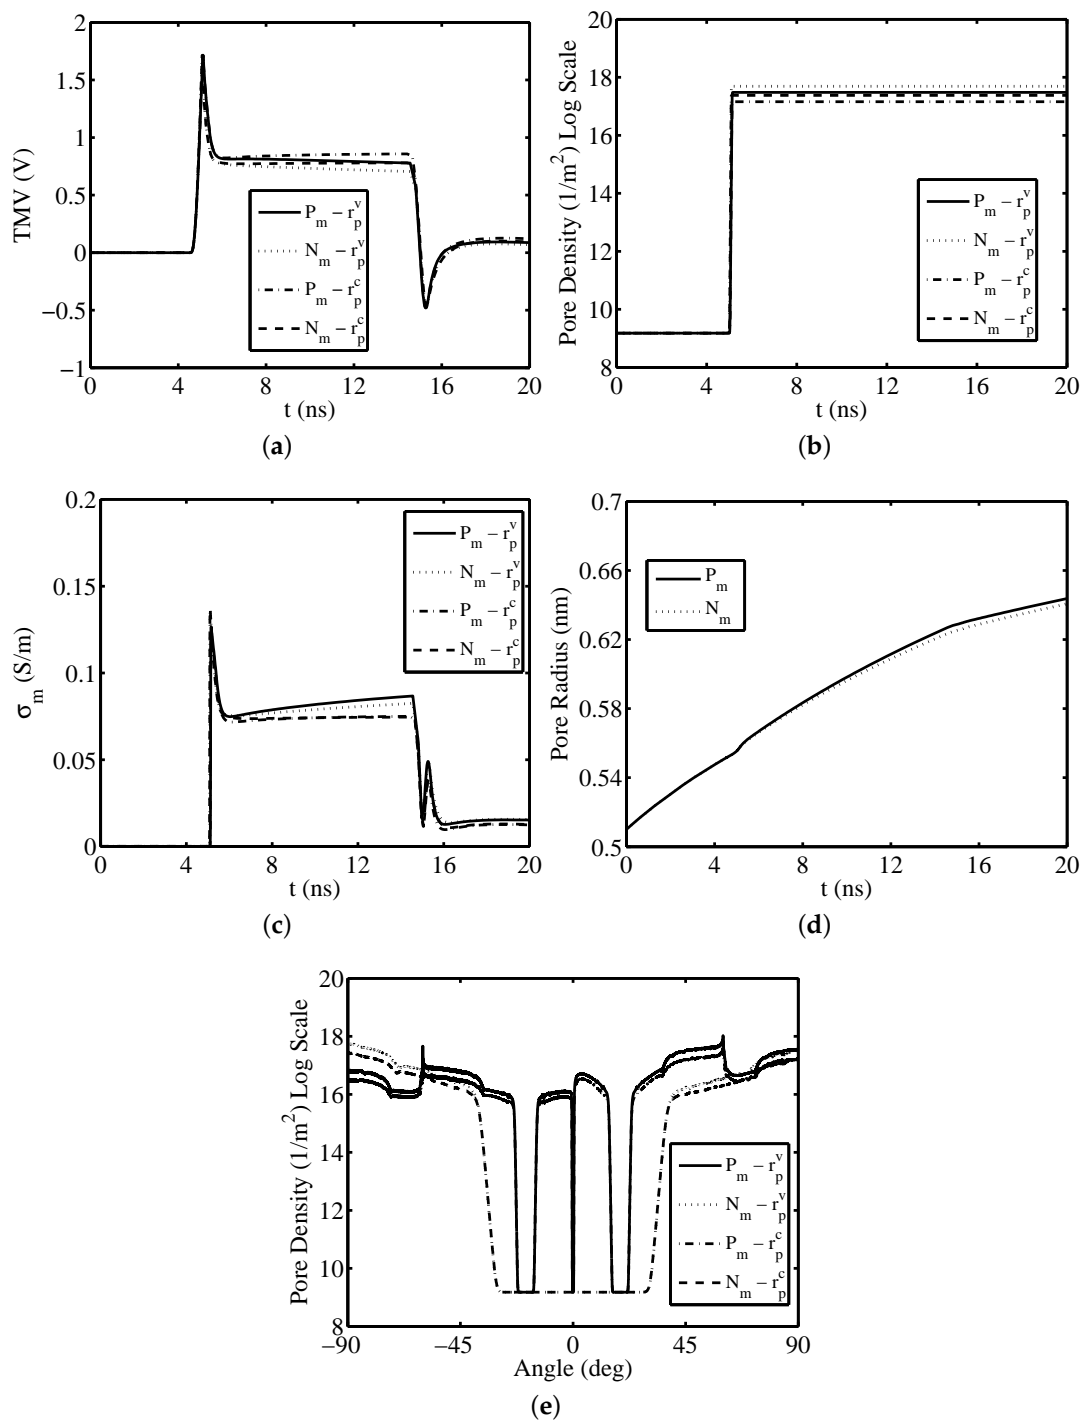 2
1.5
1
0.5
0
−0.5
−1
TMV (V)
P_m − r_p^v
N_m − r_p^v
P_m − r_p^c
N_m − r_p^c
0 4 8 12 16 20
t (ns)
(a)
20
18
16
14
12
10
8
Pore Density (1/m²) Log Scale
P_m − r_p^v
N_m − r_p^v
P_m − r_p^c
N_m − r_p^c
0 4 8 12 16 20
t (ns)
(b)
0.2
0.15
0.1
0.05
0
σ_m (S/m)
P_m − r_p^v
N_m − r_p^v
P_m − r_p^c
N_m − r_p^c
0 4 8 12 16 20
t (ns)
(c)
0.7
0.66
0.62
0.58
0.54
0.5
Pore Radius (nm)
P_m
N_m
0 4 8 12 16 20
t (ns)
(d)
20
18
16
14
12
10
8
Pore Density (1/m²) Log Scale
P_m − r_p^v
N_m − r_p^v
P_m − r_p^c
N_m − r_p^c
−90 −45 0 45 90
Angle (deg)
(e)